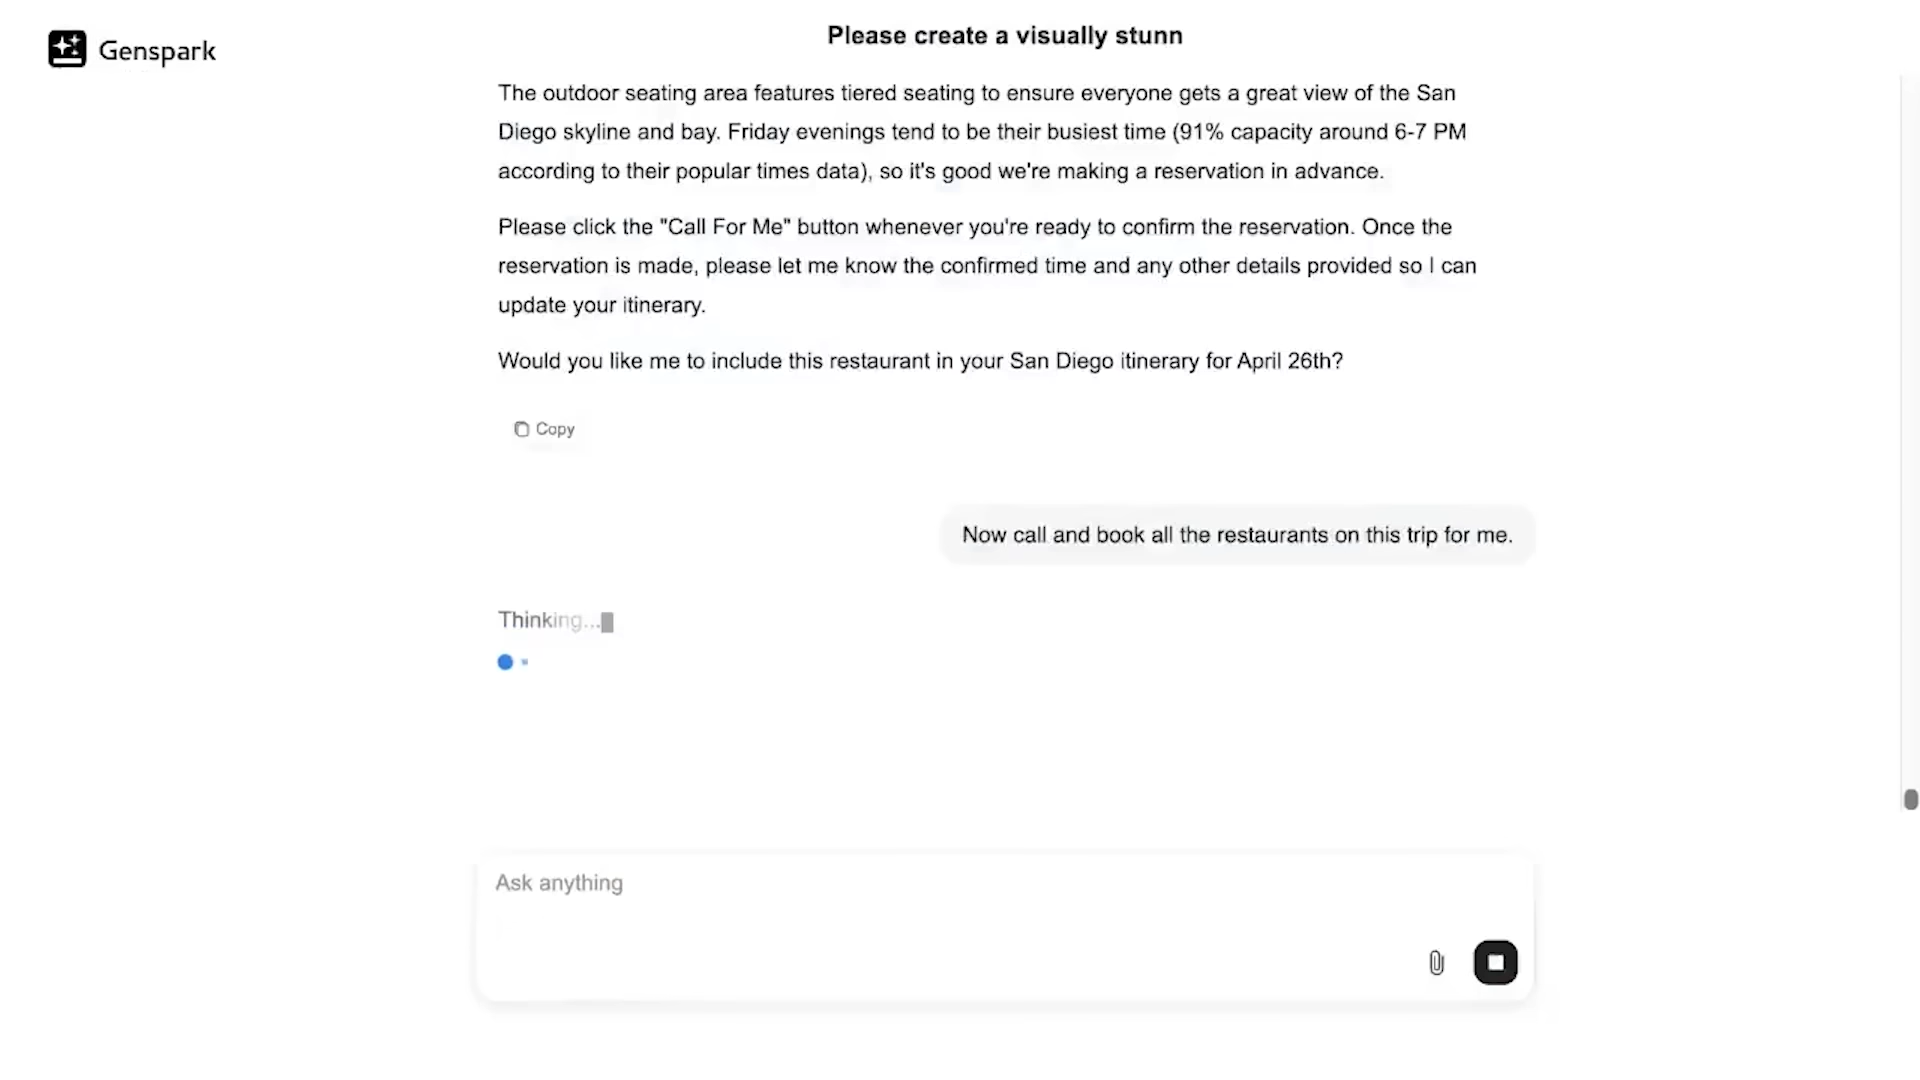 Genspark
Please create a visually stunn
The outdoor seating area features tiered seating to ensure everyone gets a great view of the San
Diego skyline and bay. Friday evenings tend to be their busiest time (91% capacity around 6-7 PM
according to their popular times data), so it's good we're making a reservation in advance.
Please click the "Call For Me" button whenever you're ready to confirm the reservation. Once the
reservation is made, please let me know the confirmed time and any other details provided so I can
update your itinerary.
Would you like me to include this restaurant in your San Diego itinerary for April 26th?
Copy
Now call and book all the restaurants on this trip for me.
Thinking...
Ask anything